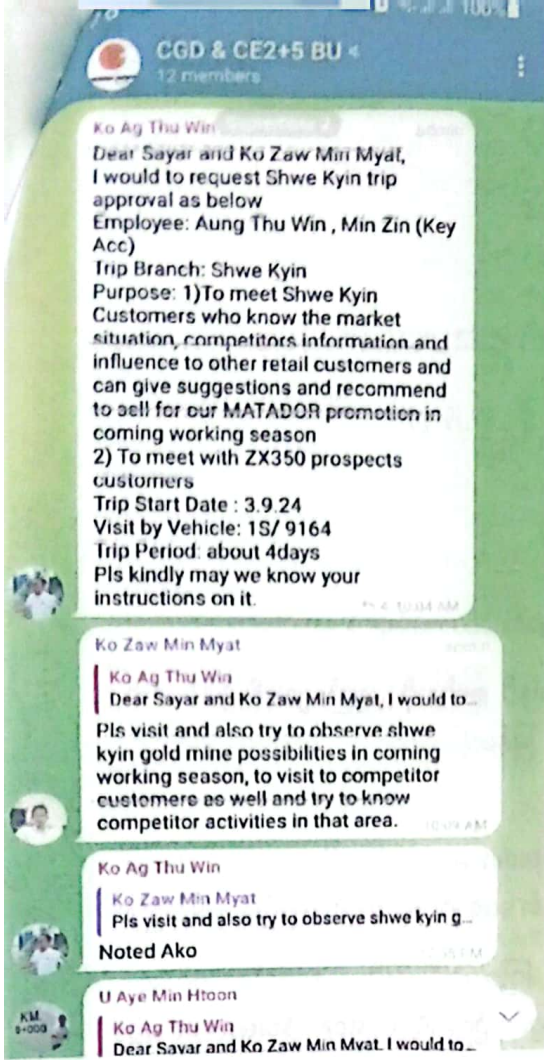 100%
CGD & CE2+5 BU
12 members
Ko Ag Thu Win
Dear Sayar and Ko Zaw Min Myat,
I would to request Shwe Kyin trip
approval as below
Employee: Aung Thu Win , Min Zin (Key
Acc)
Trip Branch: Shwe Kyin
Purpose: 1)To meet Shwe Kyin
Customers who know the market
situation, competitors information and
influence to other retail customers and
can give suggestions and recommend
to sell for our MATADOR promotion in
coming working season
2) To meet with ZX350 prospects
customers
Trip Start Date : 3.9.24
Visit by Vehicle: 1S/ 9164
Trip Period: about 4days
Pls kindly may we know your
instructions on it.
10:04 AM
Ko Zaw Min Myat
Ko Ag Thu Win
Dear Sayar and Ko Zaw Min Myat, I would to...
Pls visit and also try to observe shwe
kyin gold mine possibilities in coming
working season, to visit to competitor
customers as well and try to know
competitor activities in that area.
10:09 AM
Ko Ag Thu Win
Ko Zaw Min Myat
Pls visit and also try to observe shwe kyin g...
Noted Ako
U Aye Min Htoon
KM
Ko Ag Thu Win
Dear Sayar and Ko Zaw Min Myat, I would to...